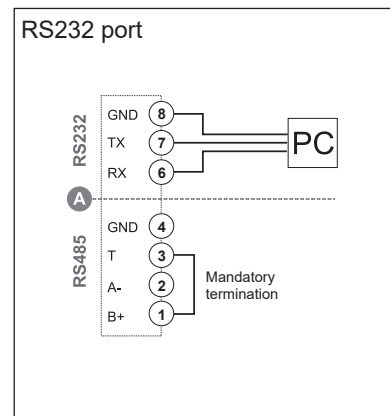 RS232 port
RS232
GND 8
TX 7
RX 6
PC
A
RS485
GND 4
T 3
A- 2
B+ 1
Mandatory
termination